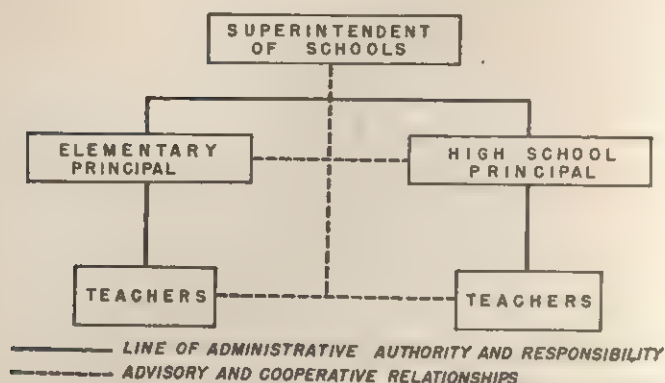 SUPERINTENDENT
OF SCHOOLS
ELEMENTARY
PRINCIPAL
HIGH SCHOOL
PRINCIPAL
TEACHERS
TEACHERS
LINE OF ADMINISTRATIVE AUTHORITY AND RESPONSIBILITY
ADVISORY AND COOPERATIVE RELATIONSHIPS